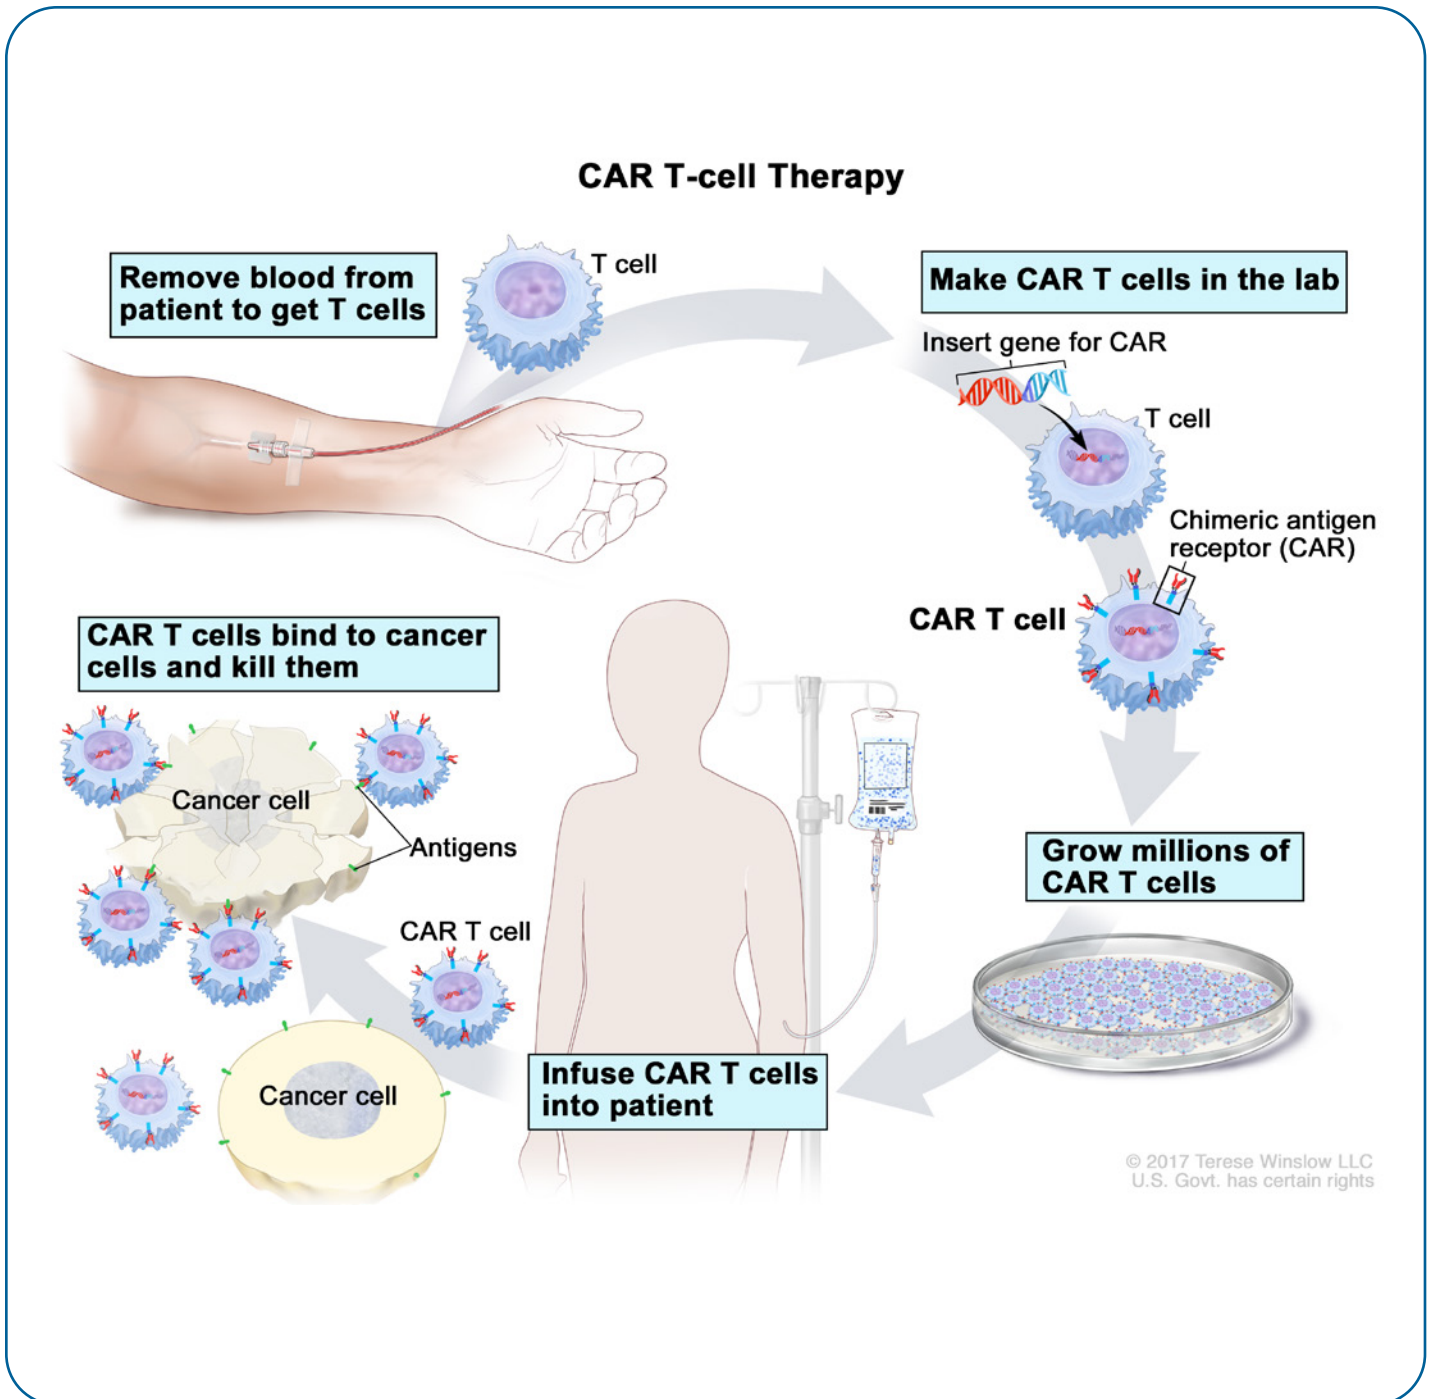 CAR T-cell Therapy
Remove blood from
patient to get T cells
T cell
Make CAR T cells in the lab
Insert gene for CAR
T cell
Chimeric antigen
receptor (CAR)
CAR T cell
Grow millions of
CAR T cells
Infuse CAR T cells
into patient
CAR T cell
CAR T cells bind to cancer
cells and kill them
Cancer cell
Antigens
Cancer cell
© 2017 Terese Winslow LLC
U.S. Govt. has certain rights